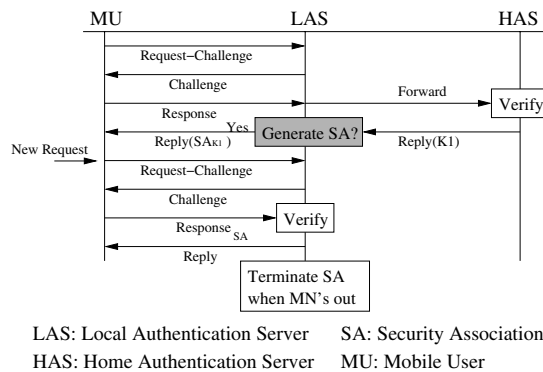 MU LAS HAS
Request-Challenge
Challenge
Forward
Response
Verify
Yes
Generate SA?
Reply(SAK1)
Reply(K1)
New Request
Request-Challenge
Challenge
Verify
ResponseSA
Reply
Terminate SA
when MN's out
LAS: Local Authentication Server SA: Security Association
HAS: Home Authentication Server MU: Mobile User